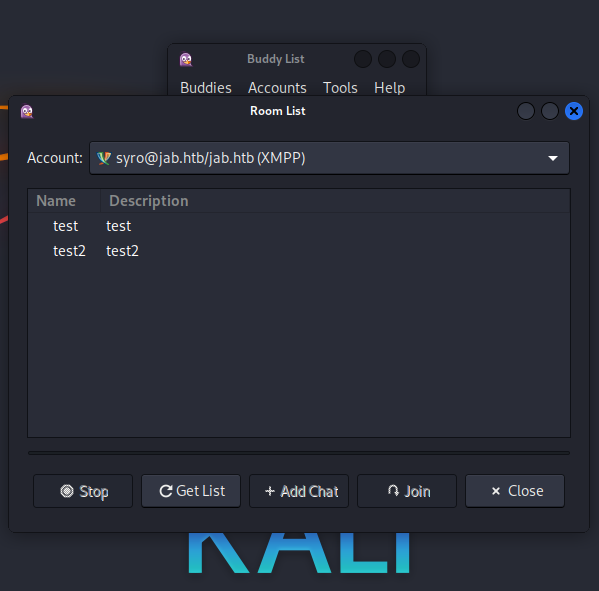 Buddy List
Buddies Accounts Tools Help
Room List
Account: syro@jab.htb/jab.htb (XMPP)
Name Description
test test
test2 test2
Stop Get List + Add Chat Join × Close
KALI